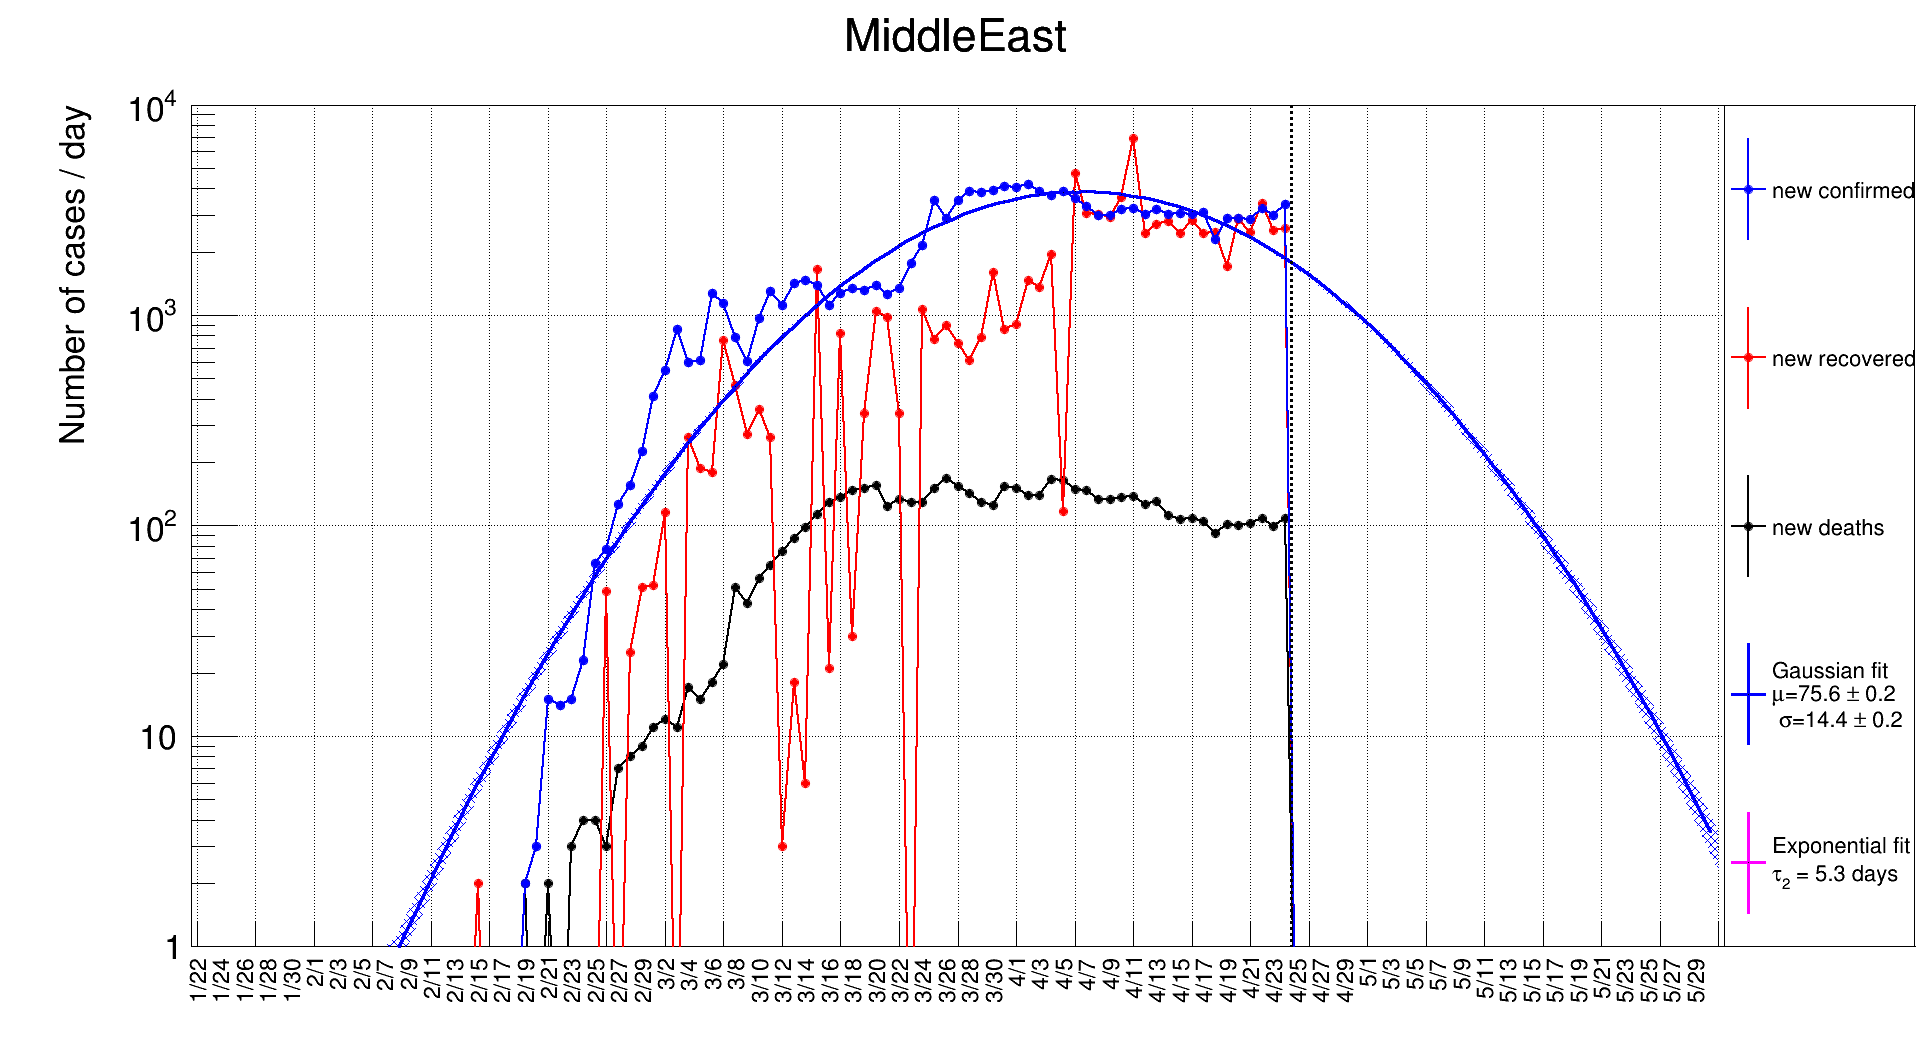 MiddleEast
Number of cases / day
10^4
10^3
10^2
10
1
1/22 1/24 1/26 1/28 1/30 2/1 2/3 2/5 2/7 2/9 2/11 2/13 2/15 2/17 2/19 2/21 2/23 2/25 2/27 2/29 3/2 3/4 3/6 3/8 3/10 3/12 3/14 3/16 3/18 3/20 3/22 3/24 3/26 3/28 3/30 4/1 4/3 4/5 4/7 4/9 4/11 4/13 4/15 4/17 4/19 4/21 4/23 4/25 4/27 4/29 5/1 5/3 5/5 5/7 5/9 5/11 5/13 5/15 5/17 5/19 5/21 5/23 5/25 5/27 5/29
new confirmed
new recovered
new deaths
Gaussian fit
μ=75.6 ± 0.2
σ=14.4 ± 0.2
Exponential fit
τ₂ = 5.3 days